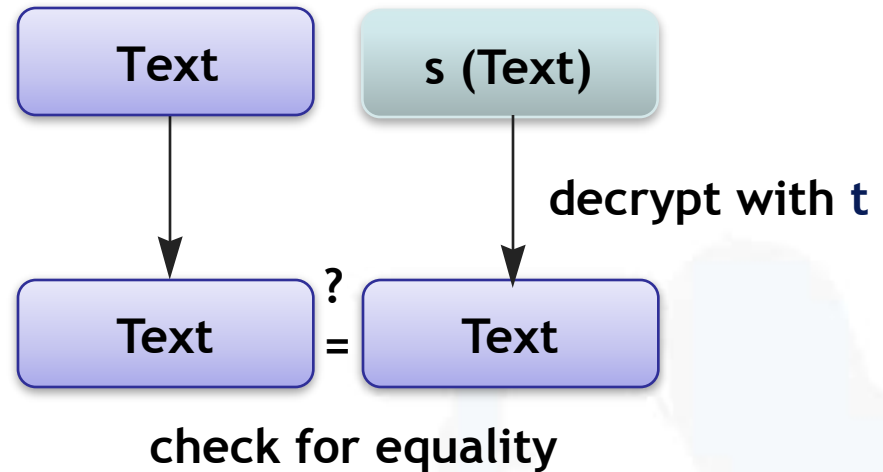 Text
s (Text)
decrypt with t
Text
?
=
Text
check for equality